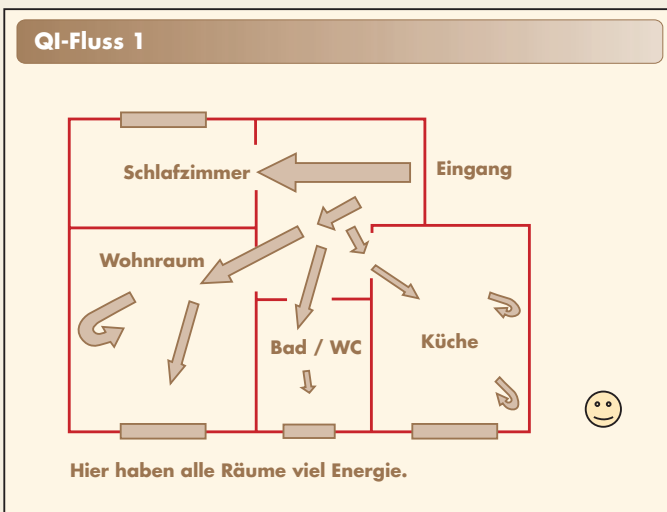 QI-Fluss 1
Schlafzimmer
Eingang
Wohnraum
Bad / WC
Küche
Hier haben alle Räume viel Energie.